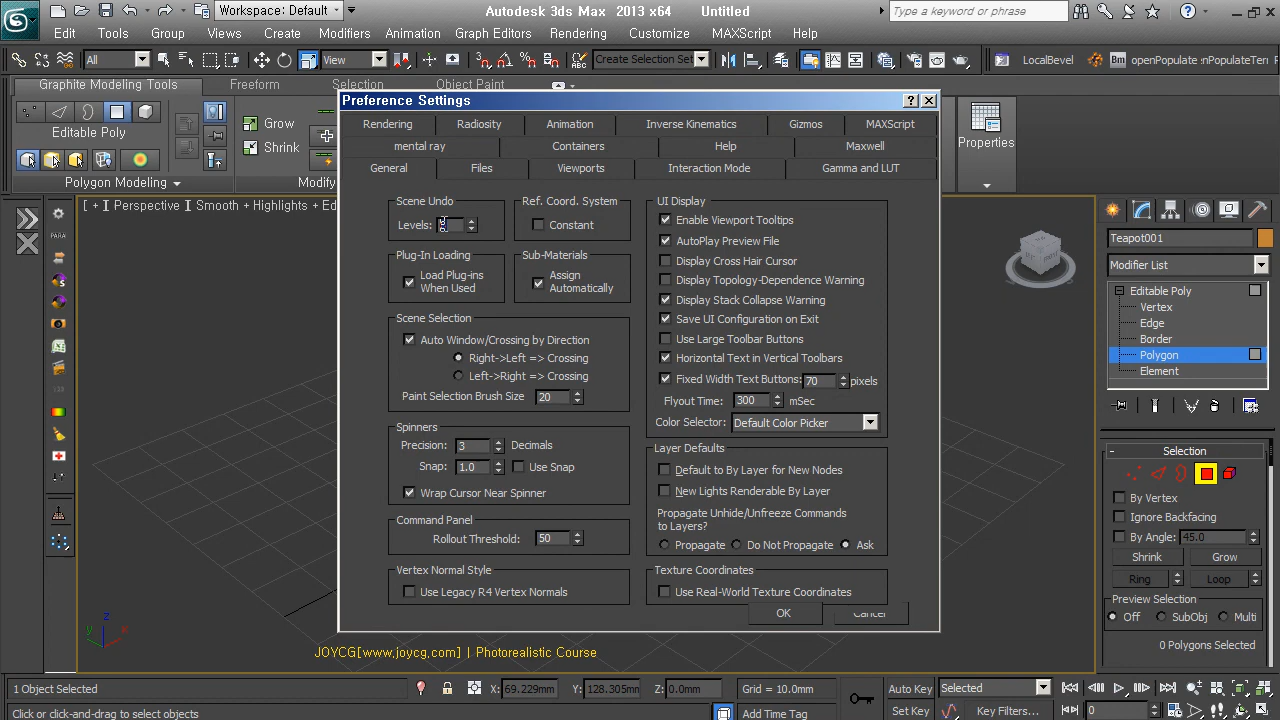 Workspace: Default
Autodesk 3ds Max 2013 x64 Untitled
Type a keyword or phrase
Edit Tools Group Views Create Modifiers Animation Graph Editors Rendering Customize MAXScript Help
All
View
Create Selection Set
LocalBevel
Bm openPopulate
nPopulateTerr
Graphite Modeling Tools Freeform Selection Object Paint
Editable Poly
Grow
Shrink
Polygon Modeling
Modify
Properties
[ + ] Perspective ] Smooth + Highlights + Ed
Preference Settings
Rendering Radiosity Animation Inverse Kinematics Gizmos MAXScript
mental ray Containers Help Maxwell
General Files Viewports Interaction Mode Gamma and LUT
Scene Undo
Levels:
Ref. Coord. System
Constant
Plug-In Loading
Load Plug-ins
When Used
Sub-Materials
Assign
Automatically
Scene Selection
Auto Window/Crossing by Direction
Right->Left => Crossing
Left->Right => Crossing
Paint Selection Brush Size 20
Spinners
Precision: 3 Decimals
Snap: 1.0 Use Snap
Wrap Cursor Near Spinner
Command Panel
Rollout Threshold: 50
Vertex Normal Style
Use Legacy R4 Vertex Normals
UI Display
Enable Viewport Tooltips
AutoPlay Preview File
Display Cross Hair Cursor
Display Topology-Dependence Warning
Display Stack Collapse Warning
Save UI Configuration on Exit
Use Large Toolbar Buttons
Horizontal Text in Vertical Toolbars
Fixed Width Text Buttons: 70 pixels
Flyout Time: 300 mSec
Color Selector: Default Color Picker
Layer Defaults
Default to By Layer for New Nodes
New Lights Renderable By Layer
Propagate Unhide/Unfreeze Commands
to Layers?
Propagate Do Not Propagate Ask
Texture Coordinates
Use Real-World Texture Coordinates
OK Cancel
Teapot001
Modifier List
Editable Poly
Vertex
Edge
Border
Polygon
Element
Selection
By Vertex
Ignore Backfacing
By Angle: 45.0
Shrink Grow
Ring Loop
Preview Selection
Off SubObj Multi
0 Polygons Selected
JOYCG[www.joycg.com] | Photorealistic Course
1 Object Selected
X: 69.229mm Y: 128.305mm Z: 0.0mm Grid = 10.0mm
Auto Key Selected
Click or click-and-drag to select objects
Add Time Tag
Set Key Key Filters... 0